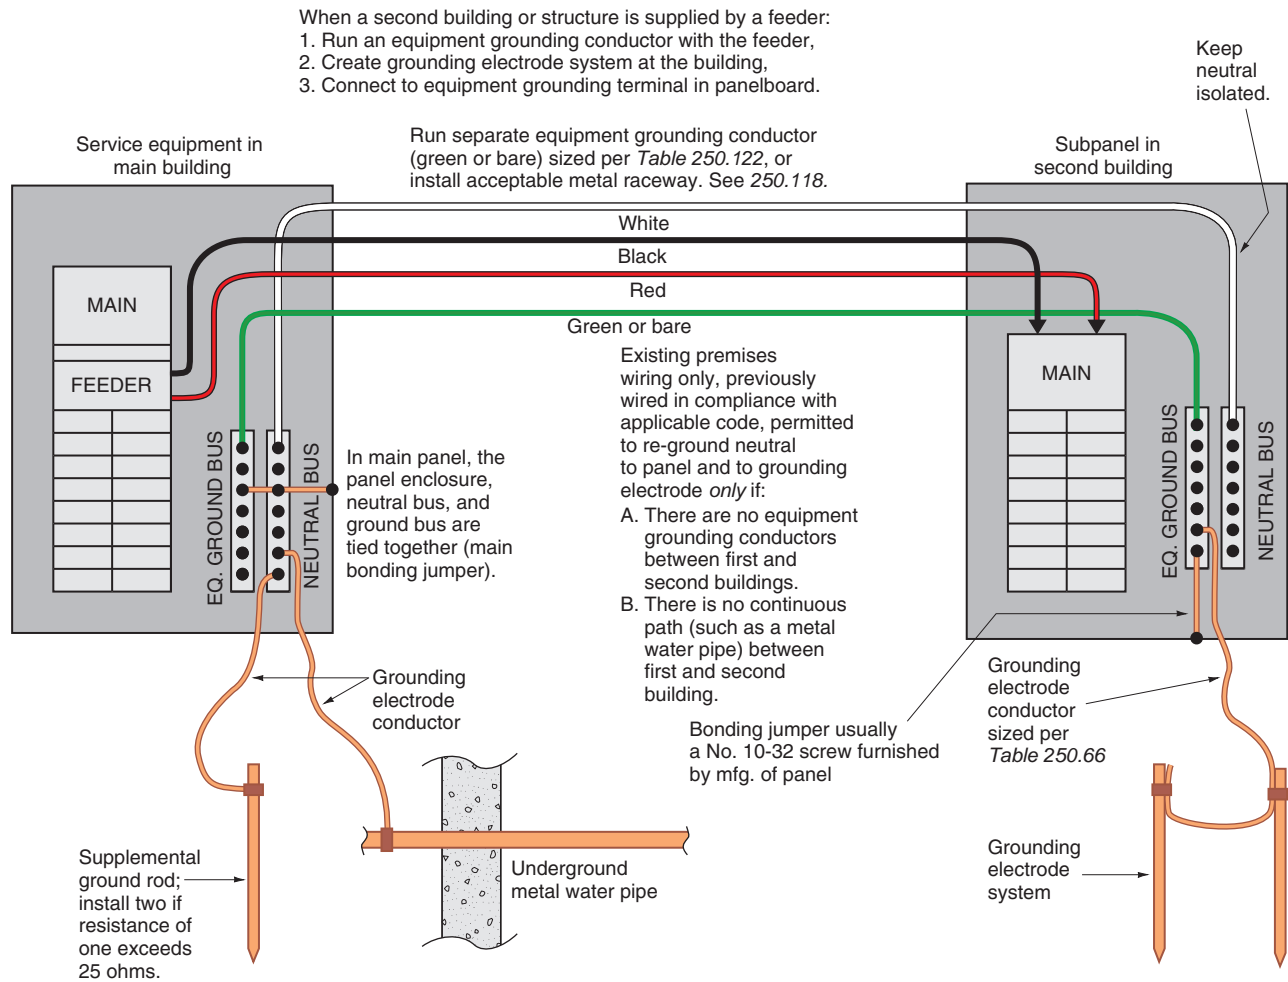 When a second building or structure is supplied by a feeder:
1. Run an equipment grounding conductor with the feeder,
2. Create grounding electrode system at the building,
3. Connect to equipment grounding terminal in panelboard.
Keep
neutral
isolated.
Service equipment in
main building
Run separate equipment grounding conductor
(green or bare) sized per Table 250.122, or
install acceptable metal raceway. See 250.118.
Subpanel in
second building
White
Black
Red
Green or bare
MAIN
FEEDER
EQ. GROUND BUS
NEUTRAL BUS
In main panel, the
panel enclosure,
neutral bus, and
ground bus are
tied together (main
bonding jumper).
Existing premises
wiring only, previously
wired in compliance with
applicable code, permitted
to re-ground neutral
to panel and to grounding
electrode only if:
A. There are no equipment
grounding conductors
between first and
second buildings.
B. There is no continuous
path (such as a metal
water pipe) between
first and second
building.
MAIN
EQ. GROUND BUS
NEUTRAL BUS
Grounding
electrode
conductor
Bonding jumper usually
a No. 10-32 screw furnished
by mfg. of panel
Grounding
electrode
conductor
sized per
Table 250.66
Supplemental
ground rod;
install two if
resistance of
one exceeds
25 ohms.
Underground
metal water pipe
Grounding
electrode
system